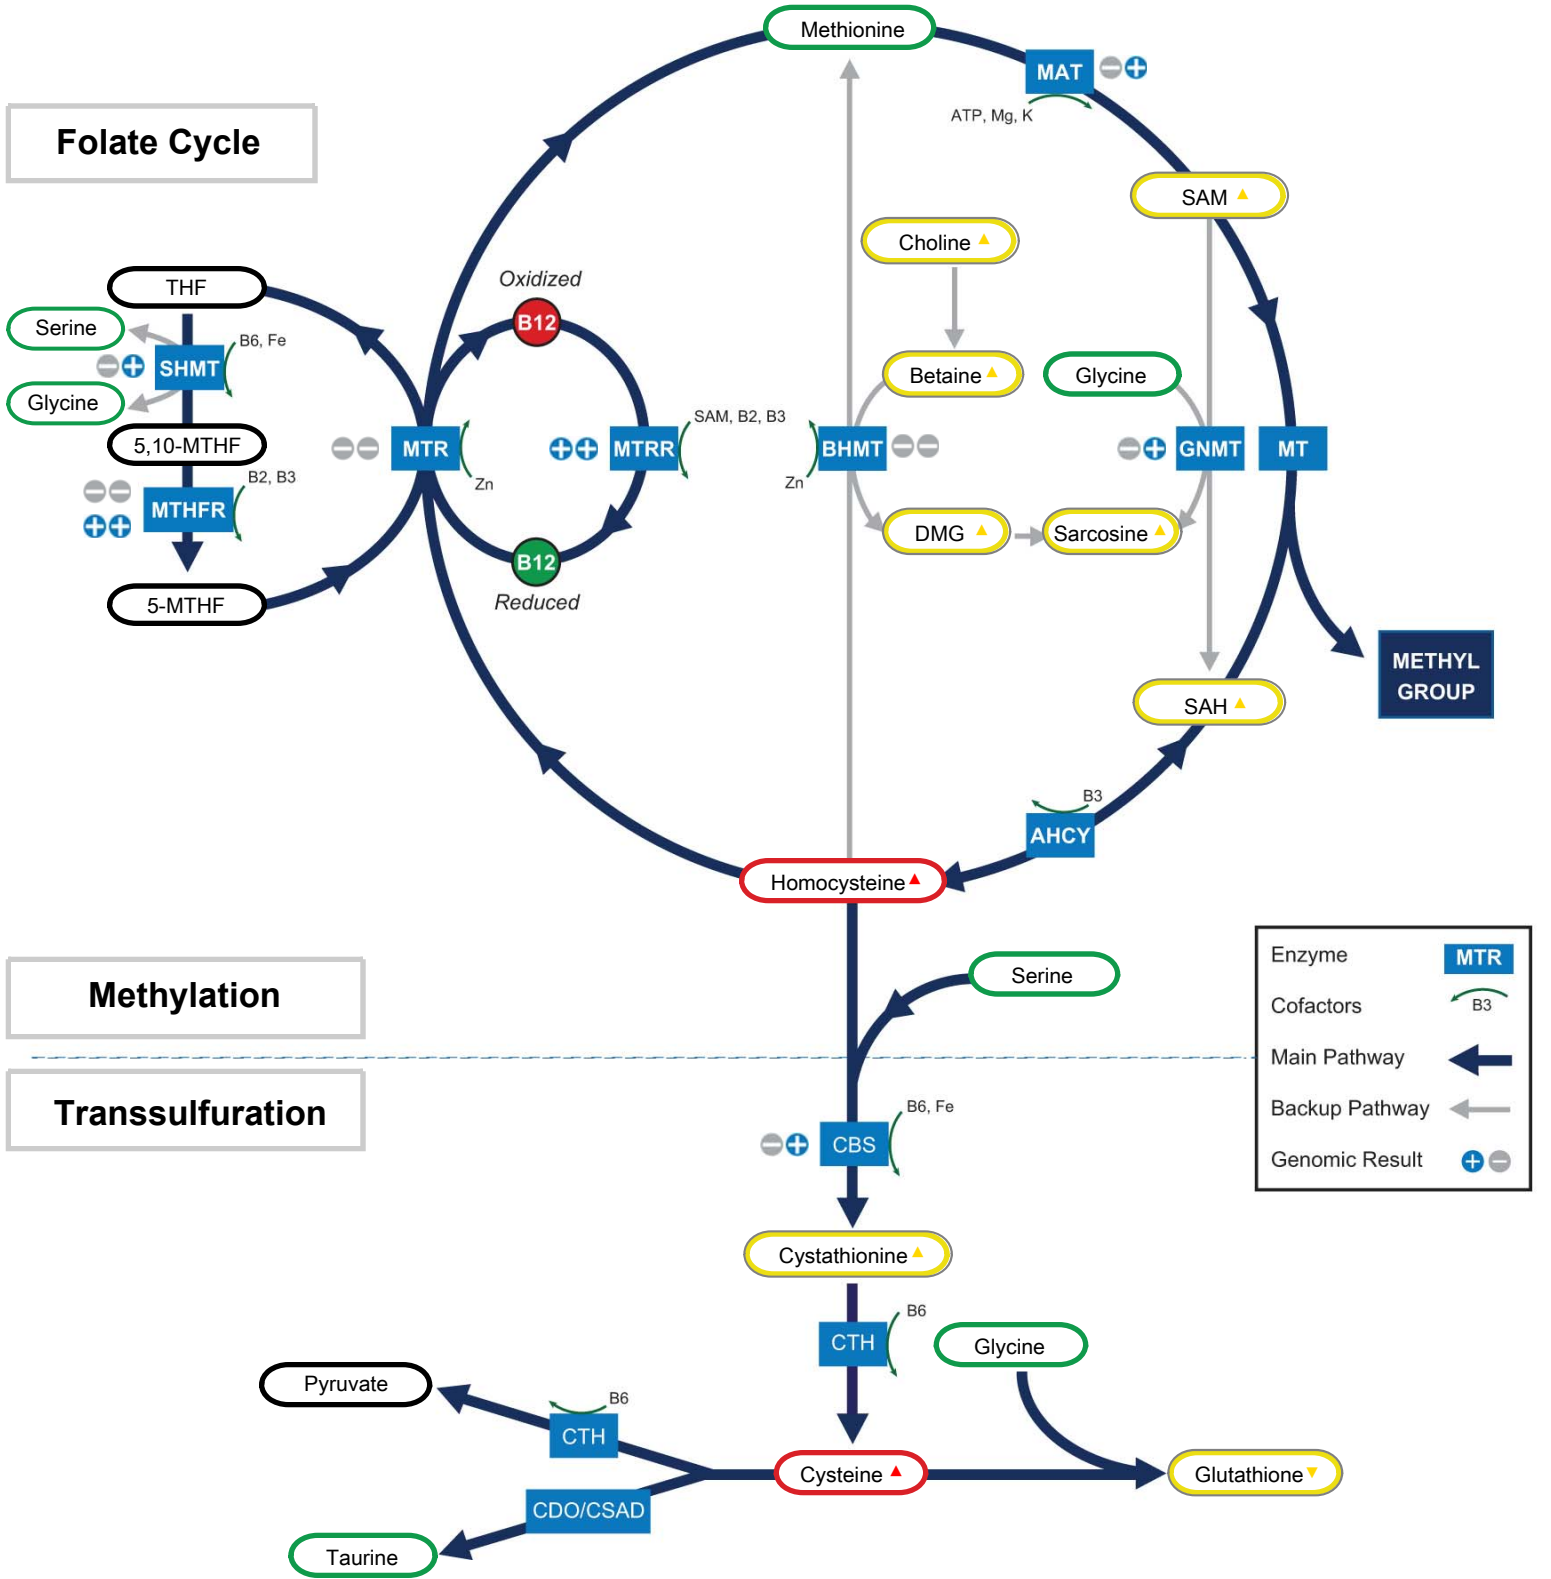 Methionine
MAT
ATP, Mg, K
Folate Cycle
SAM
Choline
Oxidized
B12
THF
Serine
B6, Fe
SHMT
Glycine
5,10-MTHF
B2, B3
MTHFR
5-MTHF
MTR
Zn
SAM, B2, B3
MTRR
B12
Reduced
Betaine
Glycine
BHMT
Zn
GNMT
MT
DMG
Sarcosine
METHYL
GROUP
SAH
B3
AHCY
Homocysteine
Methylation
Serine
Transsulfuration
B6, Fe
CBS
Cystathionine
B6
CTH
Glycine
Pyruvate
B6
CTH
Cysteine
Glutathione
CDO/CSAD
Taurine
Enzyme
MTR
Cofactors
B3
Main Pathway
Backup Pathway
Genomic Result